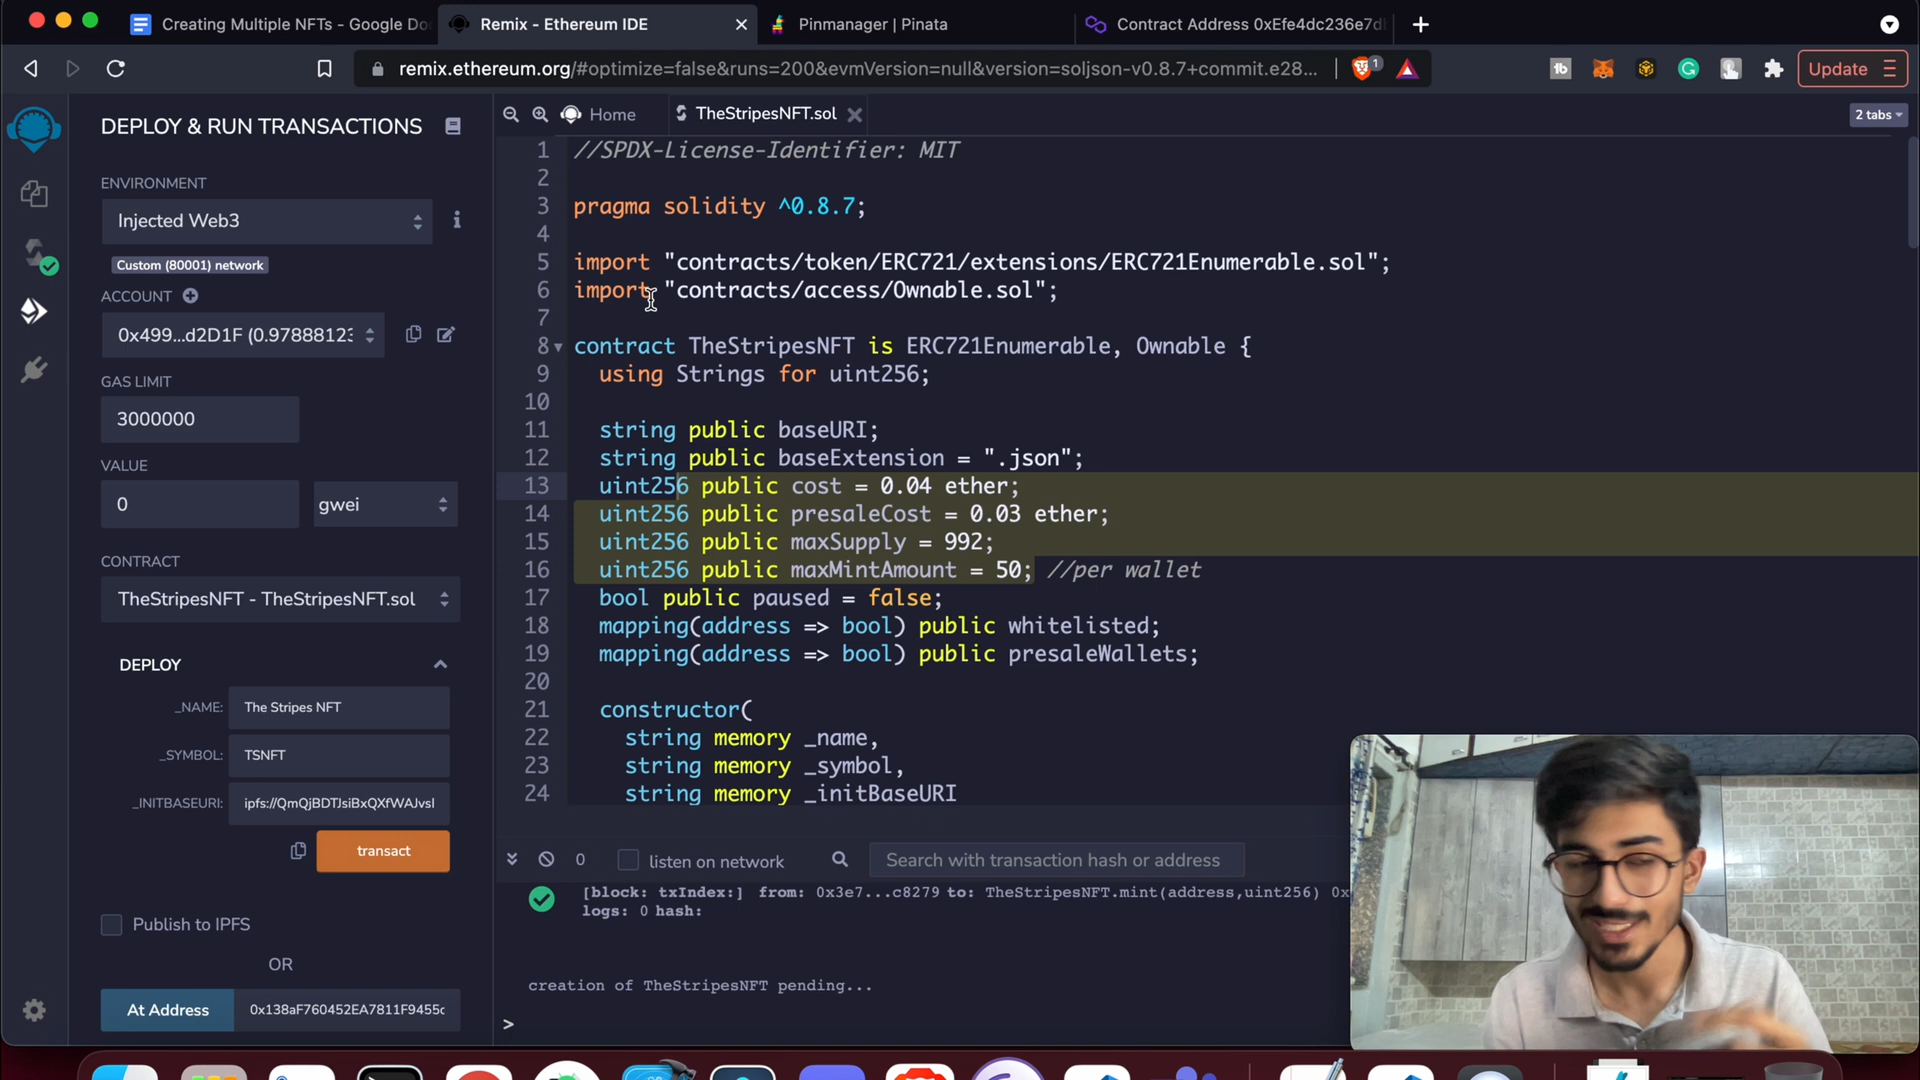 Creating Multiple NFTs - Google Do
Remix - Ethereum IDE
Pinmanager | Pinata
Contract Address 0xEfe4dc236e7d
remix.ethereum.org/#optimize=false&runs=200&evmVersion=null&version=soljson-v0.8.7+commit.e28...
1
tb
Update
DEPLOY & RUN TRANSACTIONS
Home
TheStripesNFT.sol
2 tabs
ENVIRONMENT
Injected Web3
Custom (80001) network
ACCOUNT
0x499...d2D1F (0.97888123
GAS LIMIT
3000000
VALUE
0
gwei
CONTRACT
TheStripesNFT - TheStripesNFT.sol
DEPLOY
_NAME:
The Stripes NFT
_SYMBOL:
TSNFT
_INITBASEURI:
ipfs://QmQjBDTJsiBxQXfWAJvsI
transact
Publish to IPFS
OR
At Address
0x138aF760452EA7811F9455c
1 //SPDX-License-Identifier: MIT
2
3 pragma solidity ^0.8.7;
4
5 import "contracts/token/ERC721/extensions/ERC721Enumerable.sol";
6 import "contracts/access/Ownable.sol";
7
8 contract TheStripesNFT is ERC721Enumerable, Ownable {
9 using Strings for uint256;
10
11 string public baseURI;
12 string public baseExtension = ".json";
13 uint256 public cost = 0.04 ether;
14 uint256 public presaleCost = 0.03 ether;
15 uint256 public maxSupply = 992;
16 uint256 public maxMintAmount = 50; //per wallet
17 bool public paused = false;
18 mapping(address => bool) public whitelisted;
19 mapping(address => bool) public presaleWallets;
20
21 constructor(
22 string memory _name,
23 string memory _symbol,
24 string memory _initBaseURI
0
listen on network
Search with transaction hash or address
[block: txIndex:] from: 0x3e7...c8279 to: TheStripesNFT.mint(address,uint256) 0x
logs: 0 hash:
creation of TheStripesNFT pending...
>